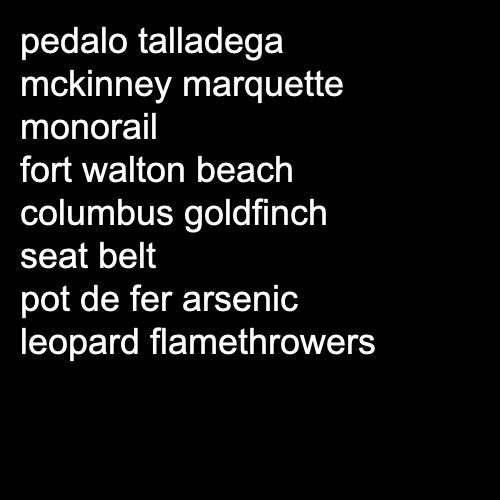 pedalo talladega
mckinney marquette
monorail
fort walton beach
columbus goldfinch
seat belt
pot de fer arsenic
leopard flamethrowers